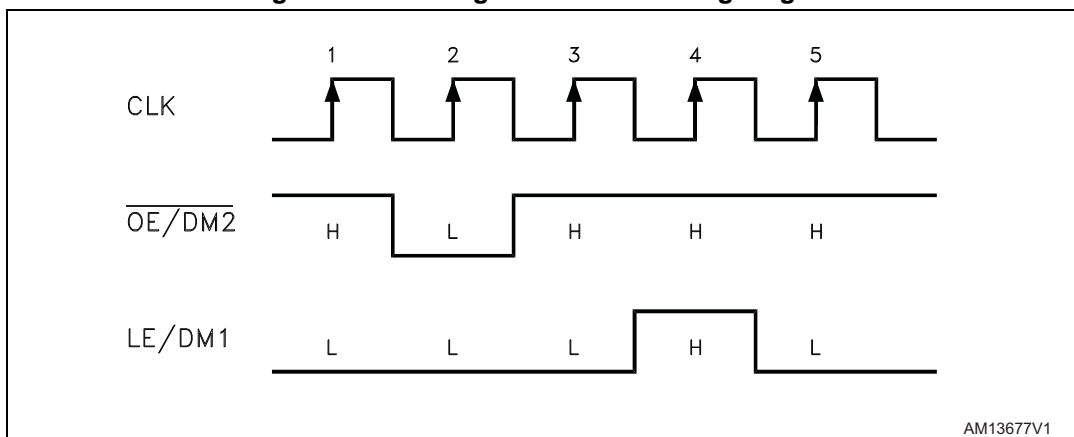 1 2 3 4 5
CLK
OE/DM2
H L H H H
LE/DM1
L L L H L
AM13677V1